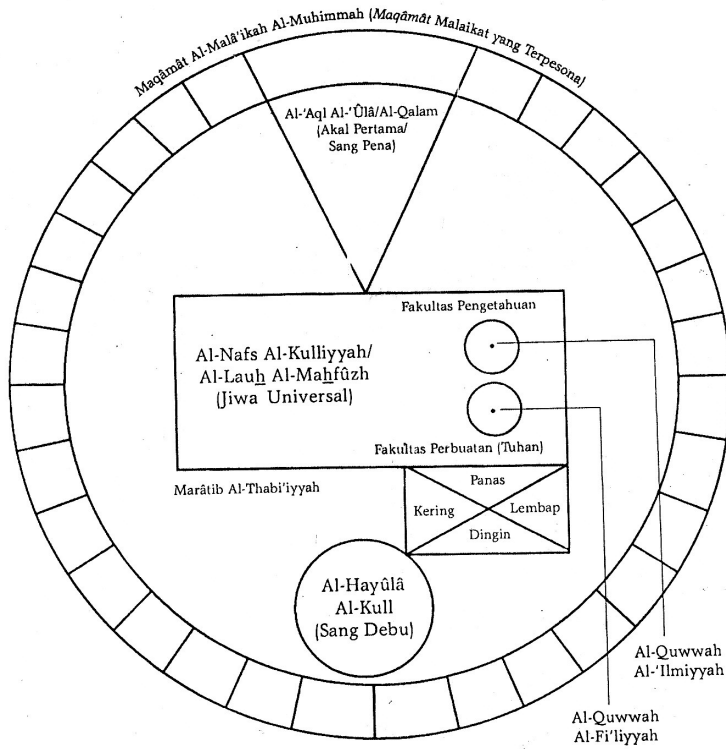 Maqâmât Al-Malâ'ikah Al-Muhimmah (Maqâmât Malaikat yang Terpesona)
Al-'Aql Al-'Ûlâ/Al-Qalam
(Akal Pertama/
Sang Pena)
Fakultas Pengetahuan
Al-Nafs Al-Kulliyyah/
Al-Lauh Al-Mahfûzh
(Jiwa Universal)
Fakultas Perbuatan (Tuhan)
Marâtib Al-Thabi'iyyah
Panas
Kering
Lembap
Dingin
Al-Hayûlâ
Al-Kull
(Sang Debu)
Al-Quwwah
Al-'Ilmiyyah
Al-Quwwah
Al-Fi'liyyah